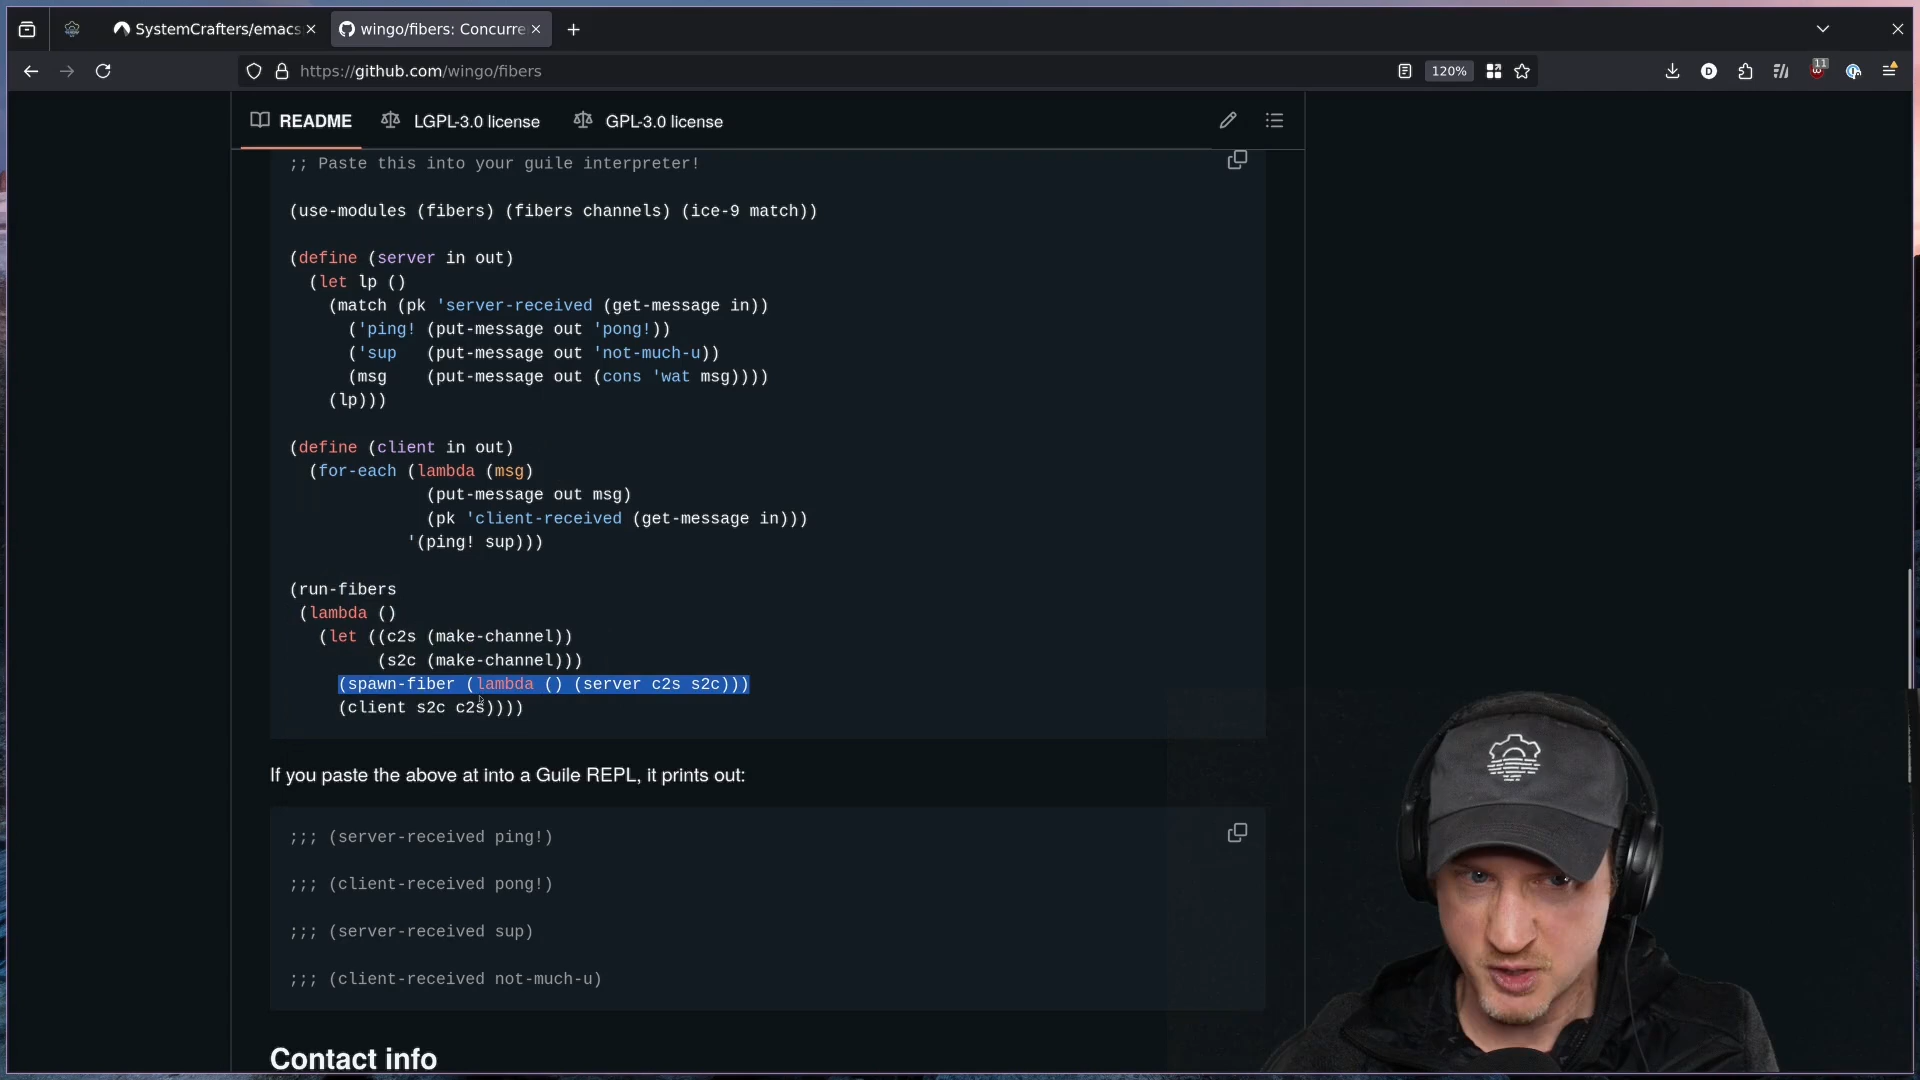 SystemCrafters/emacs
wingo/fibers: Concurre
https://github.com/wingo/fibers
120%
D
11
README
LGPL-3.0 license
GPL-3.0 license
;; Paste this into your guile interpreter!
(use-modules (fibers) (fibers channels) (ice-9 match))
(define (server in out)
(let lp ()
(match (pk 'server-received (get-message in))
('ping! (put-message out 'pong!))
('sup   (put-message out 'not-much-u))
(msg    (put-message out (cons 'wat msg))))
(lp)))
(define (client in out)
(for-each (lambda (msg)
(put-message out msg)
(pk 'client-received (get-message in)))
'(ping! sup)))
(run-fibers
(lambda ()
(let ((c2s (make-channel))
(s2c (make-channel)))
(spawn-fiber (lambda () (server c2s s2c)))
(client s2c c2s))))
If you paste the above at into a Guile REPL, it prints out:
;;; (server-received ping!)
;;; (client-received pong!)
;;; (server-received sup)
;;; (client-received not-much-u)
Contact info